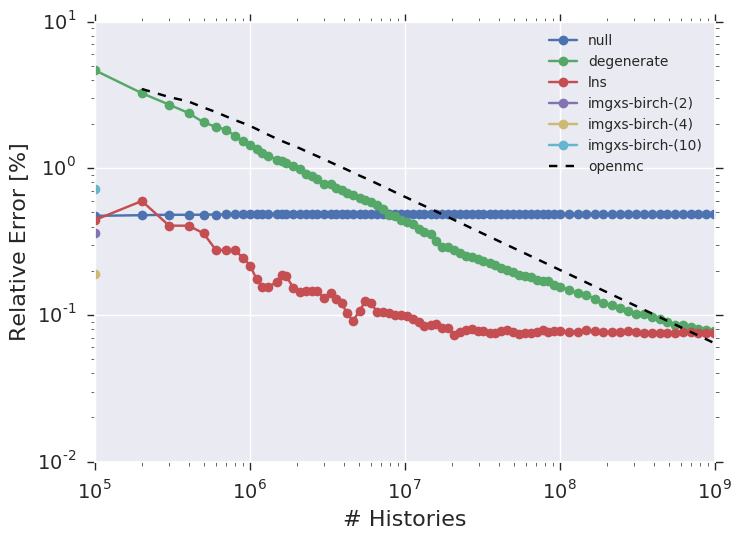 10^1
10^0
10^-1
10^-2
Relative Error [%]
null
degenerate
lns
imgxs-birch-(2)
imgxs-birch-(4)
imgxs-birch-(10)
openmc
10^5 10^6 10^7 10^8 10^9
# Histories